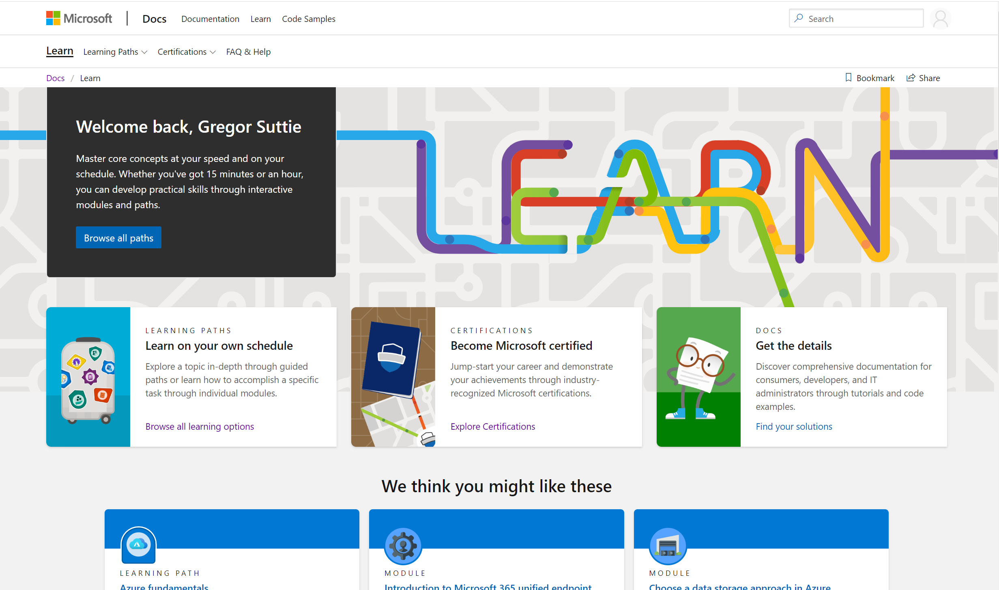 Microsoft | Docs Documentation Learn Code Samples Search
Learn Learning Paths Certifications FAQ & Help
Docs / Learn Bookmark Share
Welcome back, Gregor Suttie
Master core concepts at your speed and on your
schedule. Whether you've got 15 minutes or an hour,
you can develop practical skills through interactive
modules and paths.
Browse all paths
LEARN
LEARNING PATHS
Learn on your own schedule
Explore a topic in-depth through guided
paths or learn how to accomplish a specific
task through individual modules.
Browse all learning options
CERTIFICATIONS
Become Microsoft certified
Jump-start your career and demonstrate
your achievements through industry-
recognized Microsoft certifications.
Explore Certifications
DOCS
Get the details
Discover comprehensive documentation for
consumers, developers, and IT
administrators through tutorials and code
examples.
Find your solutions
We think you might like these
LEARNING PATH
Azure fundamentals
MODULE
Introduction to Microsoft 365 unified endpoint
MODULE
Choose a data storage approach in Azure